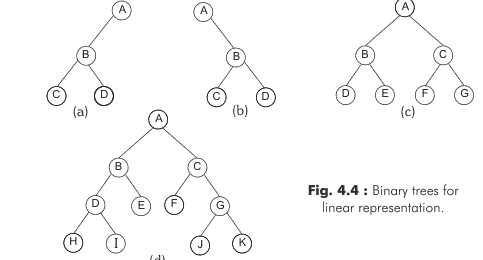 A
A
A
B
B
B
C
C
D
C
D
D
E
F
G
(a)
(b)
(c)
A
B
C
D
E
F
G
H
I
J
K
(d)
Fig. 4.4 : Binary trees for
linear representation.